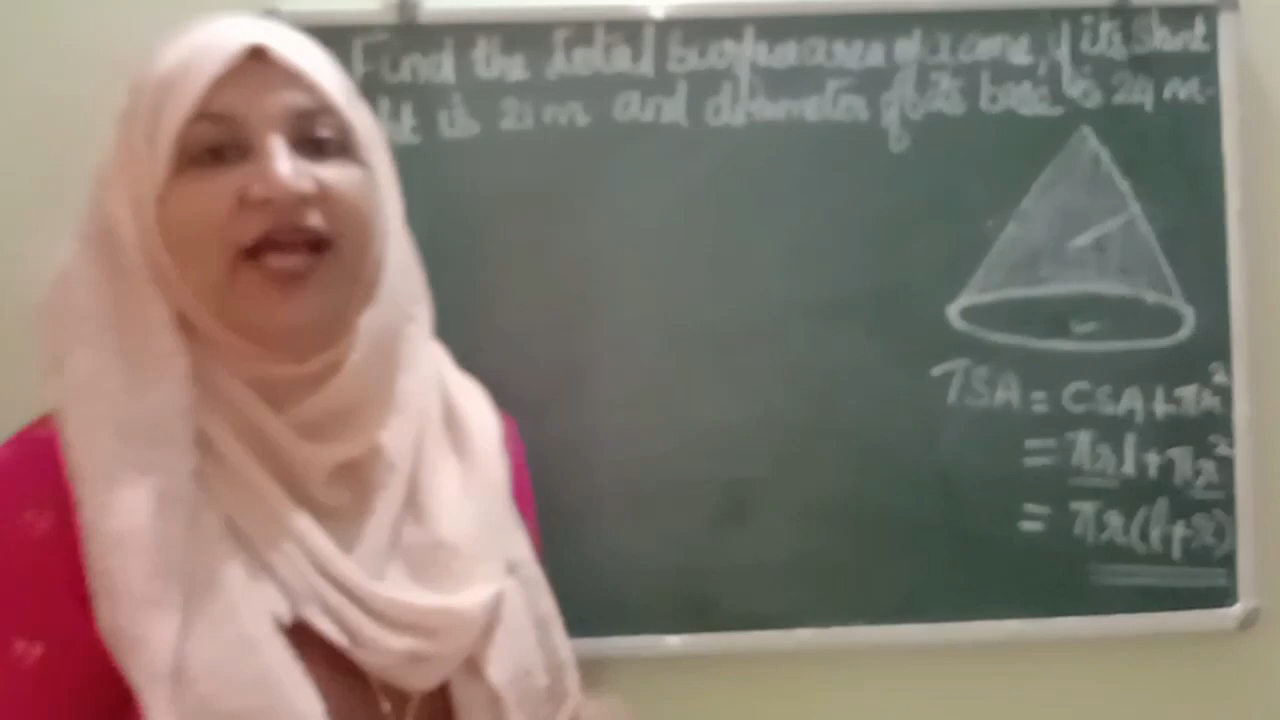 Find the total surface area of a cone, if its slant
ht is 21 m and diameter of its base is 24 m.
TSA = CSA + πr²
= πrl + πr²
= πr(l+r)